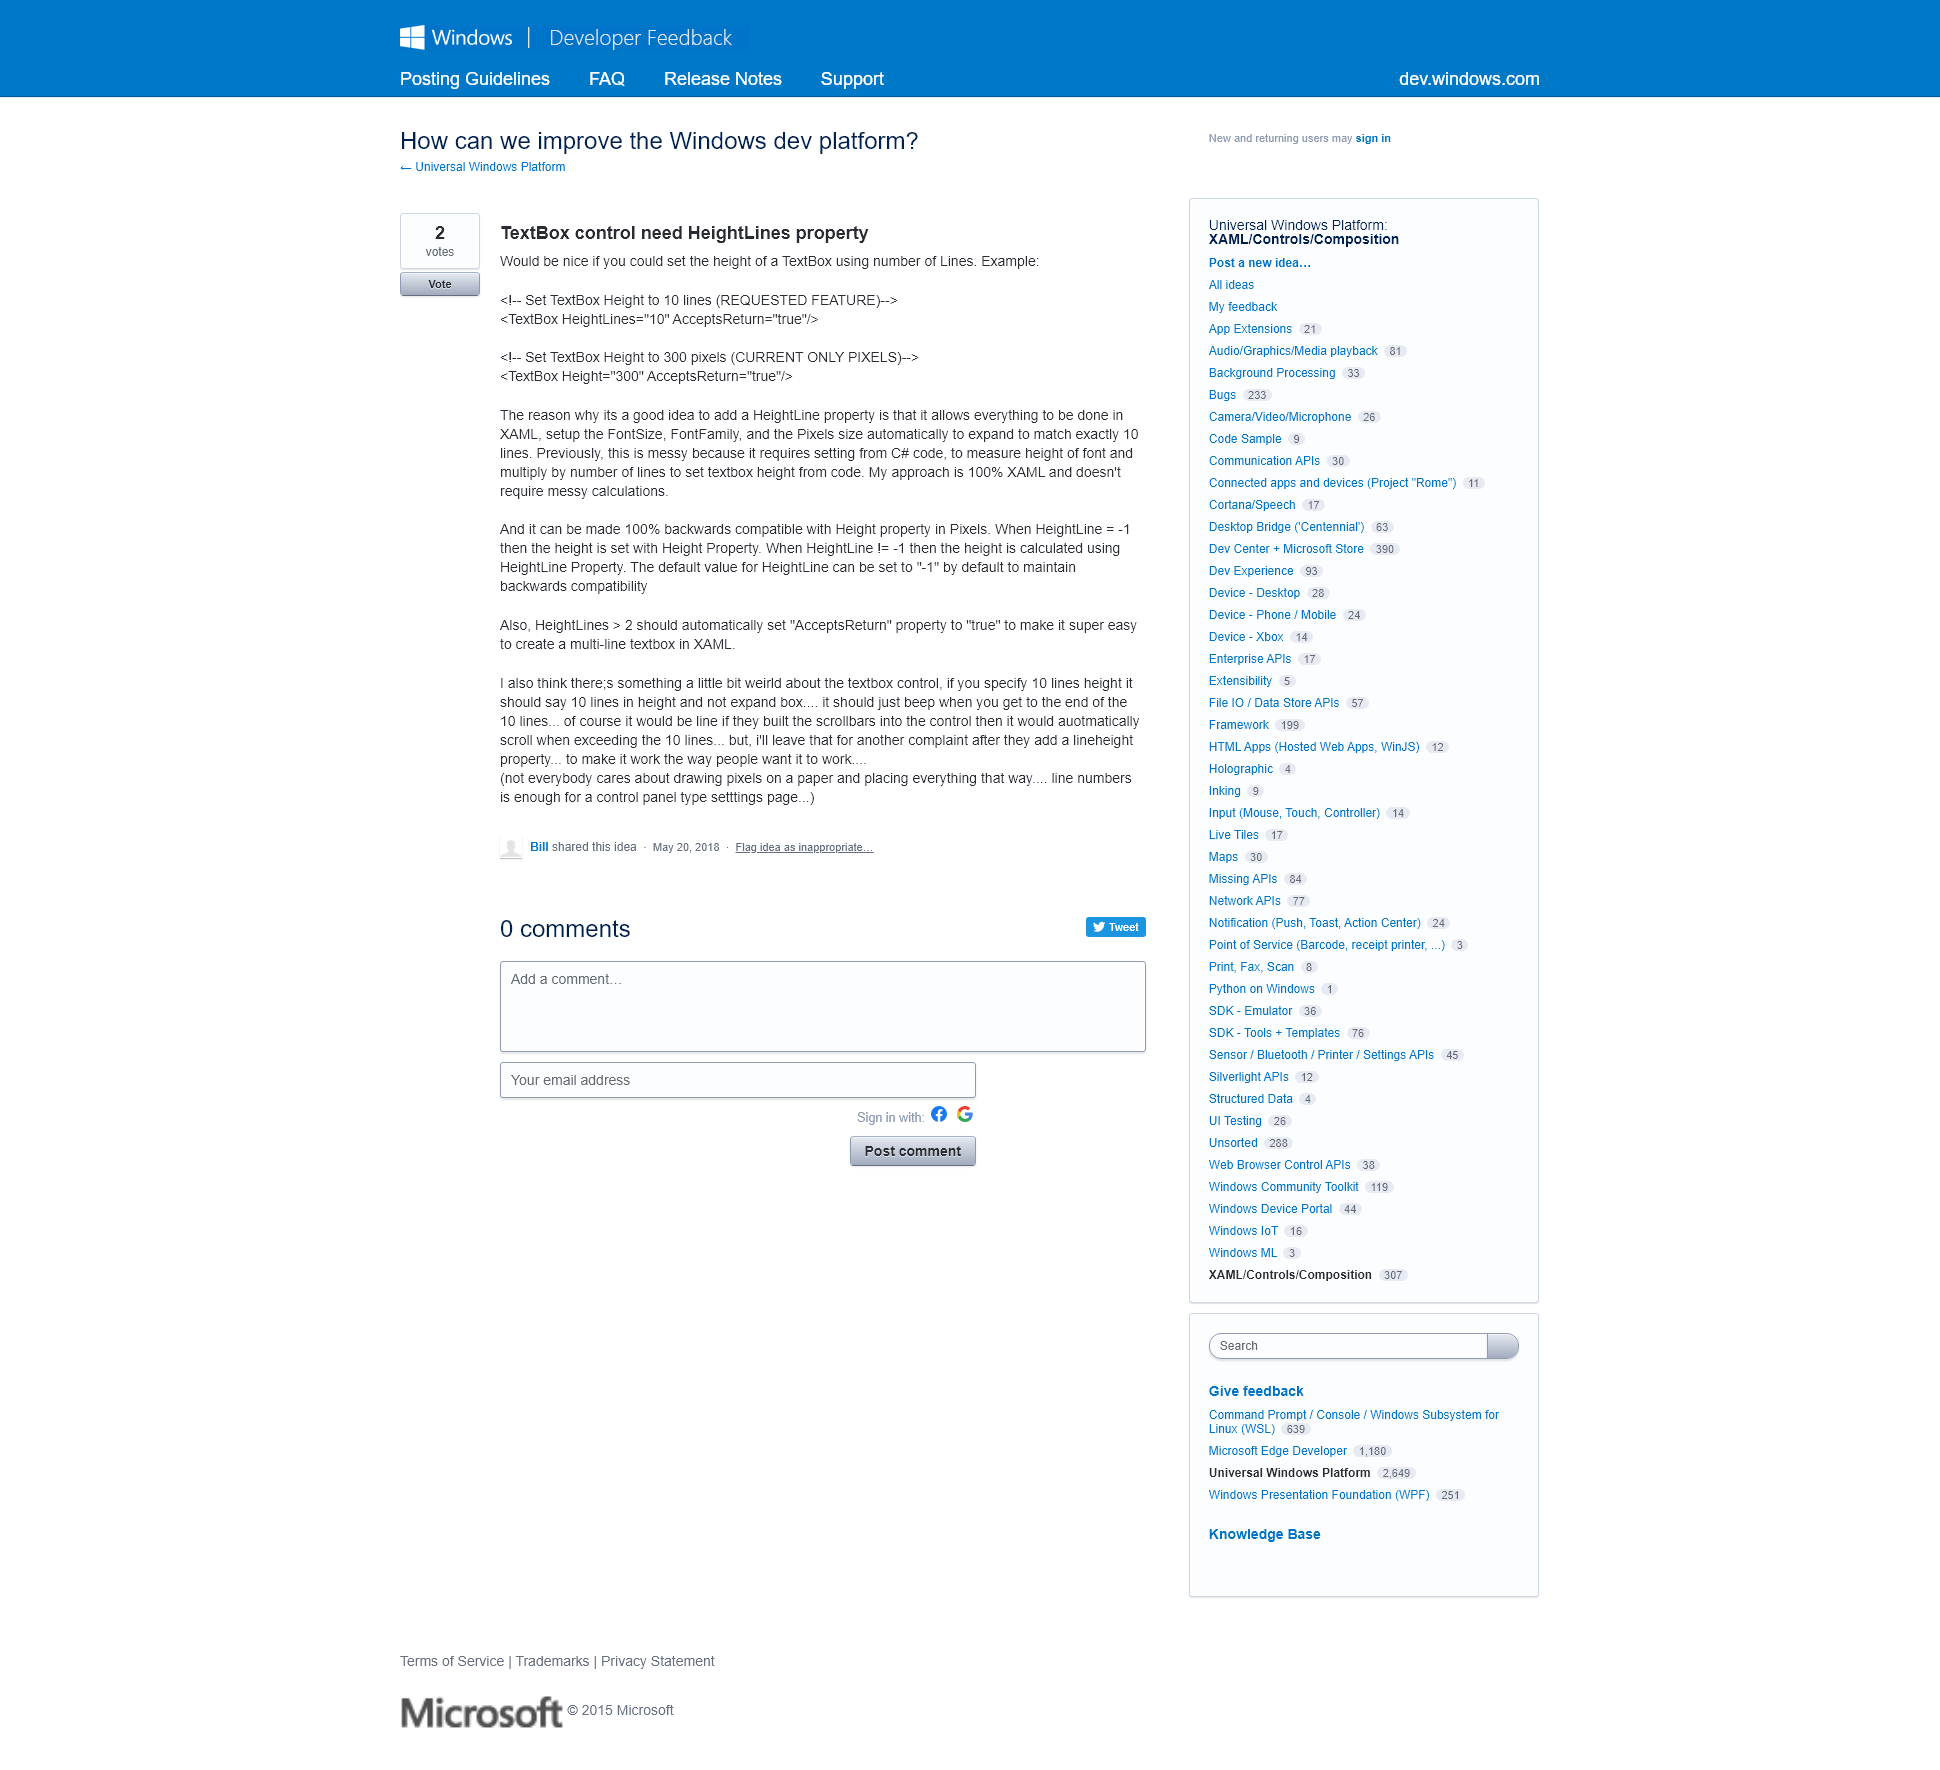 Windows | Developer Feedback
Posting Guidelines FAQ Release Notes Support dev.windows.com
How can we improve the Windows dev platform?
← Universal Windows Platform
New and returning users may sign in
2
votes
Vote
TextBox control need HeightLines property
Would be nice if you could set the height of a TextBox using number of Lines. Example:
<!-- Set TextBox Height to 10 lines (REQUESTED FEATURE)-->
<TextBox HeightLines="10" AcceptsReturn="true"/>
<!-- Set TextBox Height to 300 pixels (CURRENT ONLY PIXELS)-->
<TextBox Height="300" AcceptsReturn="true"/>
The reason why its a good idea to add a HeightLine property is that it allows everything to be done in
XAML, setup the FontSize, FontFamily, and the Pixels size automatically to expand to match exactly 10
lines. Previously, this is messy because it requires setting from C# code, to measure height of font and
multiply by number of lines to set textbox height from code. My approach is 100% XAML and doesn't
require messy calculations.
And it can be made 100% backwards compatible with Height property in Pixels. When HeightLine = -1
then the height is set with Height Property. When HeightLine != -1 then the height is calculated using
HeightLine Property. The default value for HeightLine can be set to "-1" by default to maintain
backwards compatibility
Also, HeightLines > 2 should automatically set "AcceptsReturn" property to "true" to make it super easy
to create a multi-line textbox in XAML.
I also think there;s something a little bit weirld about the textbox control, if you specify 10 lines height it
should say 10 lines in height and not expand box.... it should just beep when you get to the end of the
10 lines... of course it would be line if they built the scrollbars into the control then it would auotmatically
scroll when exceeding the 10 lines... but, i'll leave that for another complaint after they add a lineheight
property... to make it work the way people want it to work....
(not everybody cares about drawing pixels on a paper and placing everything that way.... line numbers
is enough for a control panel type setttings page...)
Bill shared this idea · May 20, 2018 · Flag idea as inappropriate…
0 comments
Tweet
Add a comment…
Your email address
Sign in with:
Post comment
Universal Windows Platform:
XAML/Controls/Composition
Post a new idea…
All ideas
My feedback
App Extensions 21
Audio/Graphics/Media playback 81
Background Processing 33
Bugs 233
Camera/Video/Microphone 26
Code Sample 9
Communication APIs 30
Connected apps and devices (Project "Rome") 11
Cortana/Speech 17
Desktop Bridge ('Centennial') 63
Dev Center + Microsoft Store 390
Dev Experience 93
Device - Desktop 28
Device - Phone / Mobile 24
Device - Xbox 14
Enterprise APIs 17
Extensibility 5
File IO / Data Store APIs 57
Framework 199
HTML Apps (Hosted Web Apps, WinJS) 12
Holographic 4
Inking 9
Input (Mouse, Touch, Controller) 14
Live Tiles 17
Maps 30
Missing APIs 84
Network APIs 77
Notification (Push, Toast, Action Center) 24
Point of Service (Barcode, receipt printer, ...) 3
Print, Fax, Scan 8
Python on Windows 1
SDK - Emulator 36
SDK - Tools + Templates 76
Sensor / Bluetooth / Printer / Settings APIs 45
Silverlight APIs 12
Structured Data 4
UI Testing 26
Unsorted 288
Web Browser Control APIs 38
Windows Community Toolkit 119
Windows Device Portal 44
Windows IoT 16
Windows ML 3
XAML/Controls/Composition 307
Search
Give feedback
Command Prompt / Console / Windows Subsystem for
Linux (WSL) 639
Microsoft Edge Developer 1,180
Universal Windows Platform 2,649
Windows Presentation Foundation (WPF) 251
Knowledge Base
Terms of Service | Trademarks | Privacy Statement
Microsoft © 2015 Microsoft